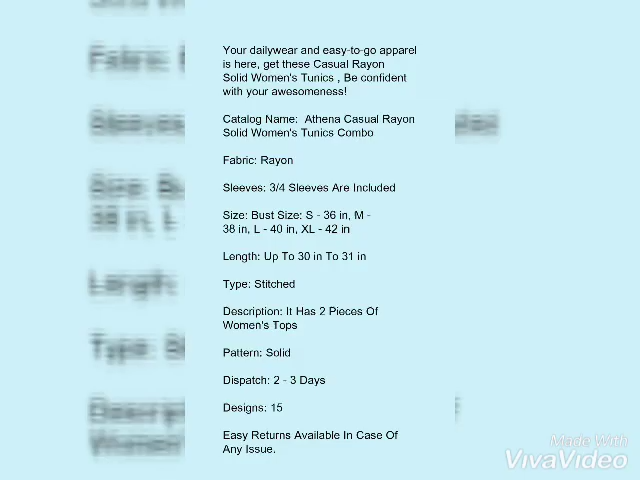 Your dailywear and easy-to-go apparel
is here, get these Casual Rayon
Solid Women's Tunics , Be confident
with your awesomeness!
Catalog Name:  Athena Casual Rayon
Solid Women's Tunics Combo
Fabric: Rayon
Sleeves: 3/4 Sleeves Are Included
Size: Bust Size: S - 36 in, M -
38 in, L - 40 in, XL - 42 in
Length: Up To 30 in To 31 in
Type: Stitched
Description: It Has 2 Pieces Of
Women's Tops
Pattern: Solid
Dispatch: 2 - 3 Days
Designs: 15
Easy Returns Available In Case Of
Any Issue.
Made With
VivaVideo